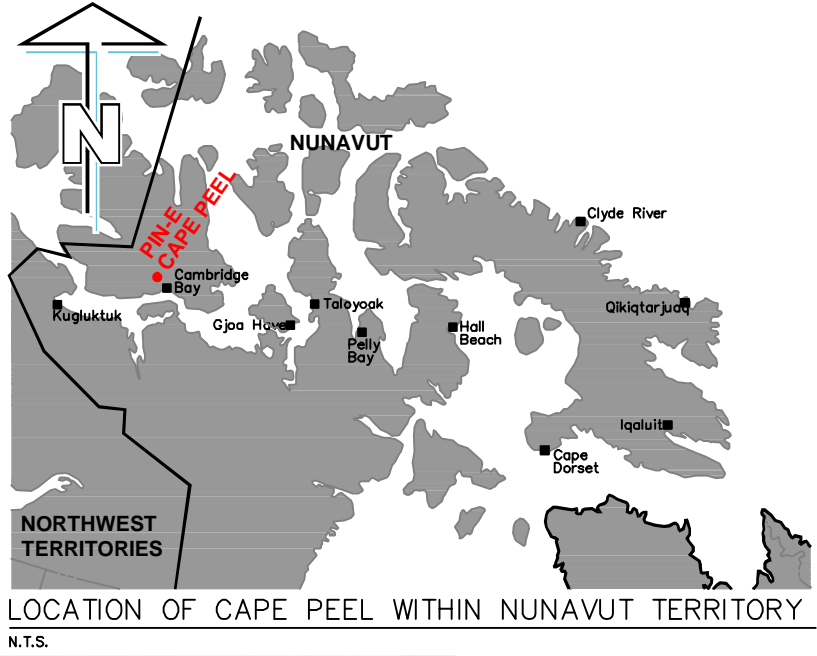 N
NUNAVUT
PIN-E
CAPE PEEL
Clyde River
Cambridge
Bay
Kugluktuk
Gjoa Haven
Taloyoak
Pelly
Bay
Hall
Beach
Qikiqtarjuaq
Iqaluit
Cape
Dorset
NORTHWEST
TERRITORIES
LOCATION OF CAPE PEEL WITHIN NUNAVUT TERRITORY
N.T.S.